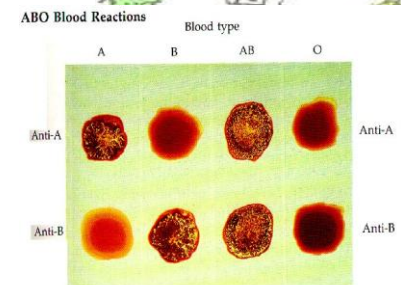 ABO Blood Reactions
Blood type
A B AB O
Anti-A Anti-A
Anti-B Anti-B